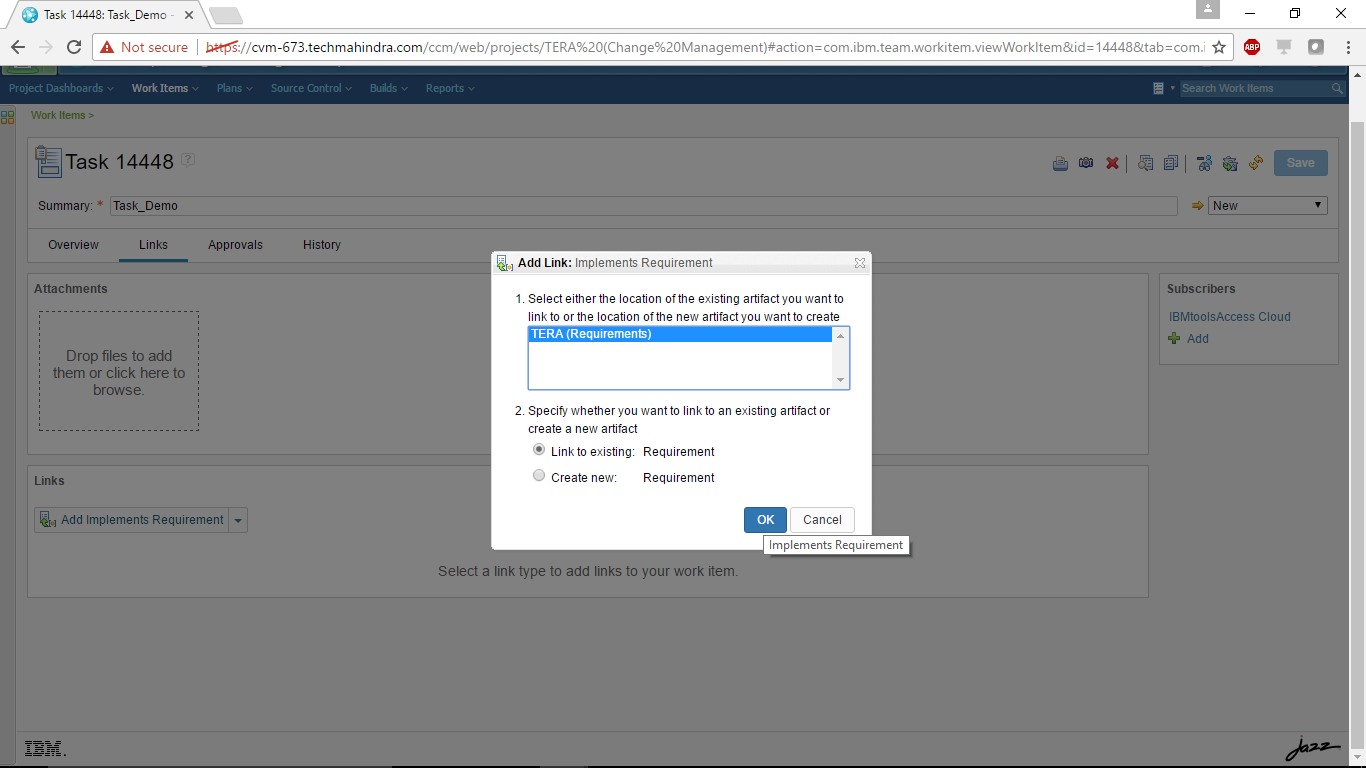 Task 14448: Task_Demo -
Not secure
https://cvm-673.techmahindra.com/ccm/web/projects/TERA%20(Change%20Management)#action=com.ibm.team.workitem.viewWorkItem&id=14448&tab=com.i
ABP
Project Dashboards Work Items Plans Source Control Builds Reports Search Work Items
Work Items >
Task 14448 ?
Save
Summary: * Task_Demo New
Overview Links Approvals History
Attachments
Drop files to add
them or click here to
browse.
Subscribers
IBMtoolsAccess Cloud
Add
Links
Add Implements Requirement
Select a link type to add links to your work item.
Add Link: Implements Requirement
1. Select either the location of the existing artifact you want to
link to or the location of the new artifact you want to create
TERA (Requirements)
2. Specify whether you want to link to an existing artifact or
create a new artifact
Link to existing: Requirement
Create new: Requirement
OK Cancel
Implements Requirement
IBM.
jazz